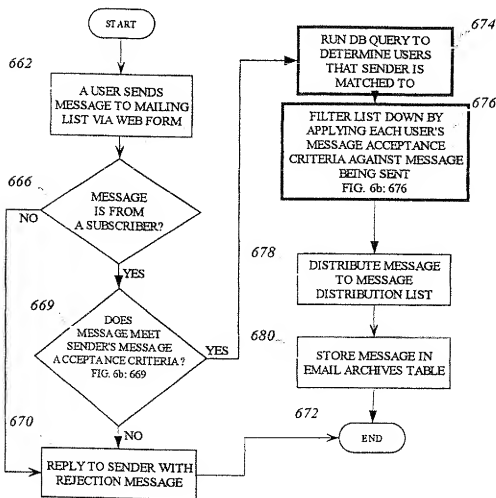 START
662
A USER SENDS
MESSAGE TO MAILING
LIST VIA WEB FORM
666
MESSAGE
IS FROM
A SUBSCRIBER?
NO
YES
669
DOES
MESSAGE MEET
SENDER'S MESSAGE
ACCEPTANCE CRITERIA?
FIG. 6b: 669
YES
670
NO
REPLY TO SENDER WITH
REJECTION MESSAGE
674
RUN DB QUERY TO
DETERMINE USERS
THAT SENDER IS
MATCHED TO
676
FILTER LIST DOWN BY
APPLYING EACH USER'S
MESSAGE ACCEPTANCE
CRITERIA AGAINST MESSAGE
BEING SENT
FIG. 6b: 676
678
DISTRIBUTE MESSAGE
TO MESSAGE
DISTRIBUTION LIST
680
STORE MESSAGE IN
EMAIL ARCHIVES TABLE
672
END